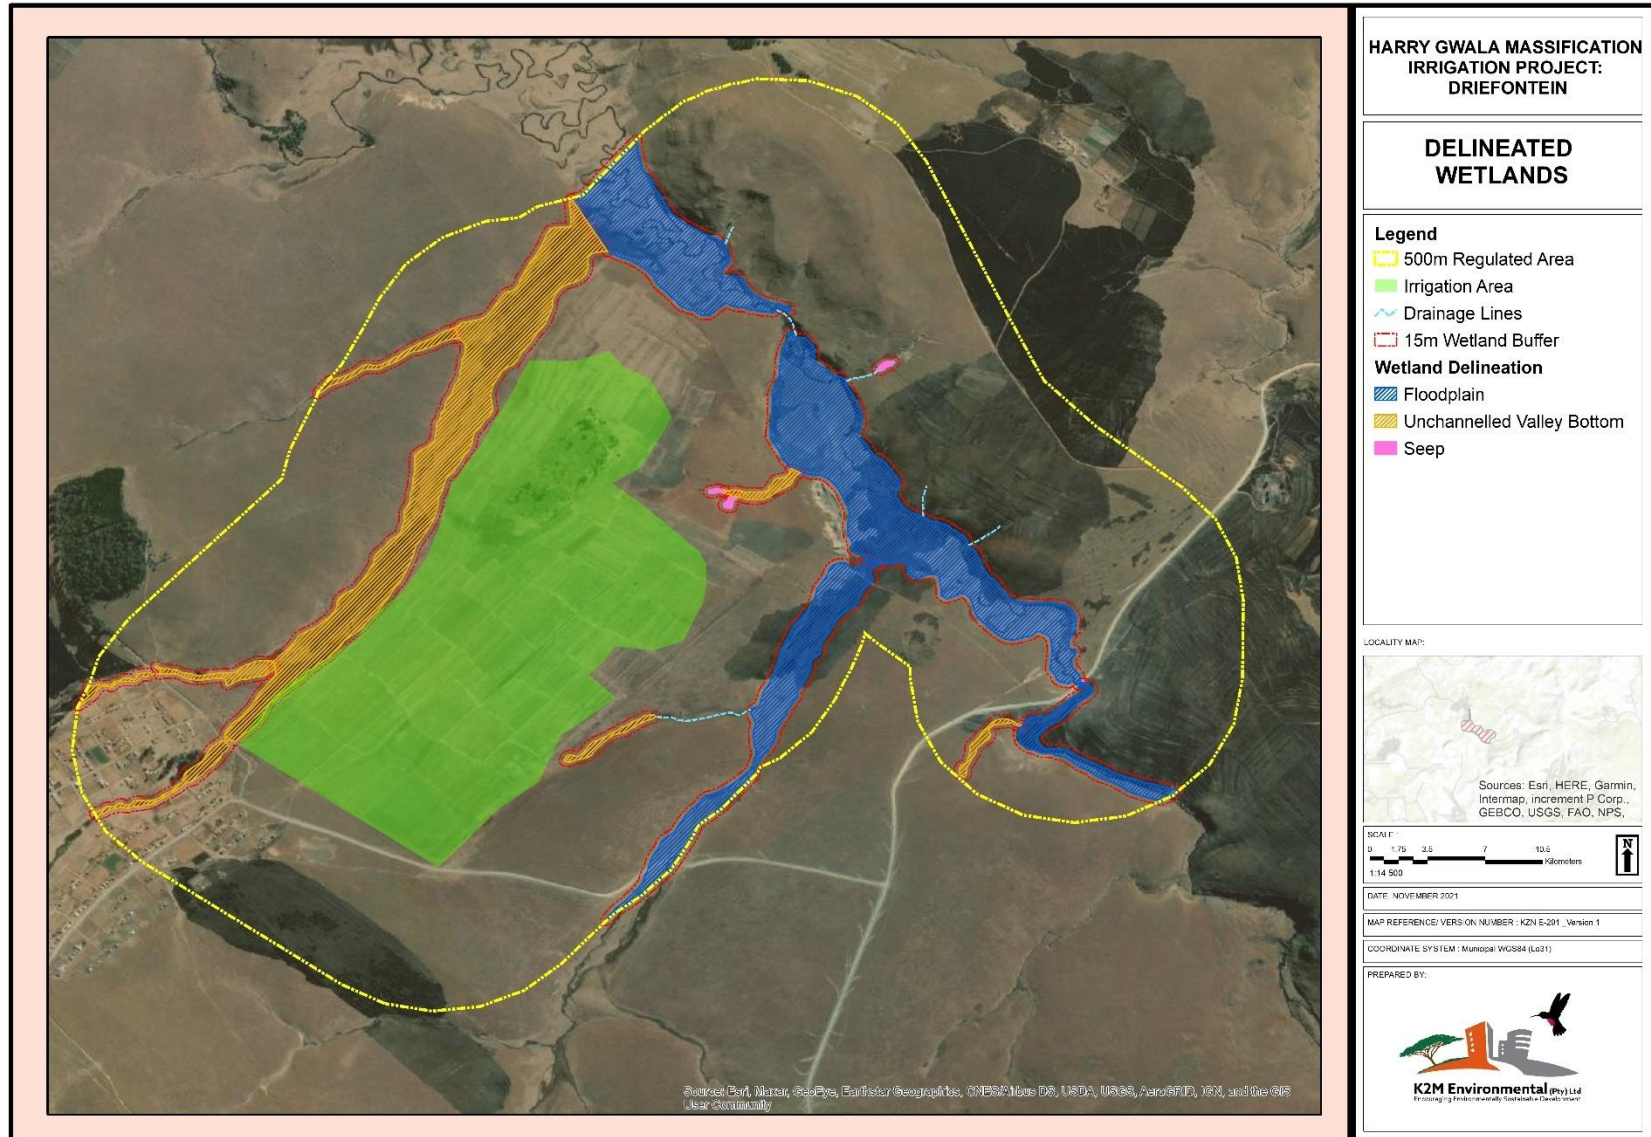 HARRY GWALA MASSIFICATION
IRRIGATION PROJECT:
DRIEFONTEIN
DELINEATED
WETLANDS
Legend
500m Regulated Area
Irrigation Area
Drainage Lines
15m Wetland Buffer
Wetland Delineation
Floodplain
Unchannelled Valley Bottom
Seep
LOCALITY MAP:
Sources: Esri, HERE, Garmin,
Intermap, increment P Corp.,
GEBCO, USGS, FAO, NPS,
SCALE :
0 1.75 3.5 7 10.5
Kilometers
1:14 500
N
DATE: NOVEMBER 2021
MAP REFERENCE/ VERSION NUMBER : KZN E-201 _Version 1
COORDINATE SYSTEM : Municipal WGS84 (Lo31)
PREPARED BY:
K2M Environmental (Pty) Ltd
Encouraging Environmentally Sustainable Development
Source: Esri, Maxar, GeoEye, Earthstar Geographics, CNES/Airbus DS, USDA, USGS, AeroGRID, IGN, and the GIS
User Community